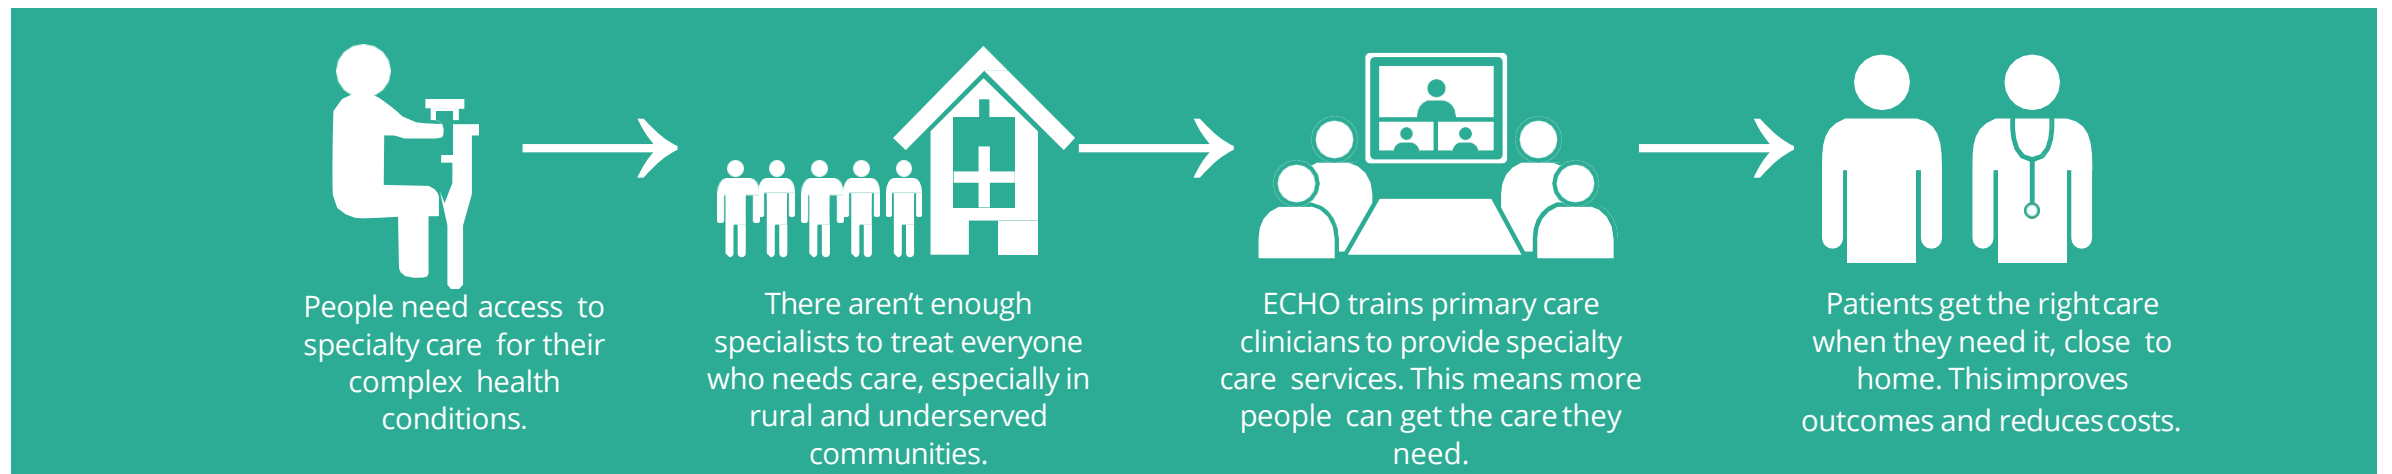 People need access to
specialty care for their
complex health
conditions.
There aren’t enough
specialists to treat everyone
who needs care, especially in
rural and underserved
communities.
ECHO trains primary care
clinicians to provide specialty
care services. This means more
people can get the care they
need.
Patients get the right care
when they need it, close to
home. This improves
outcomes and reduces costs.